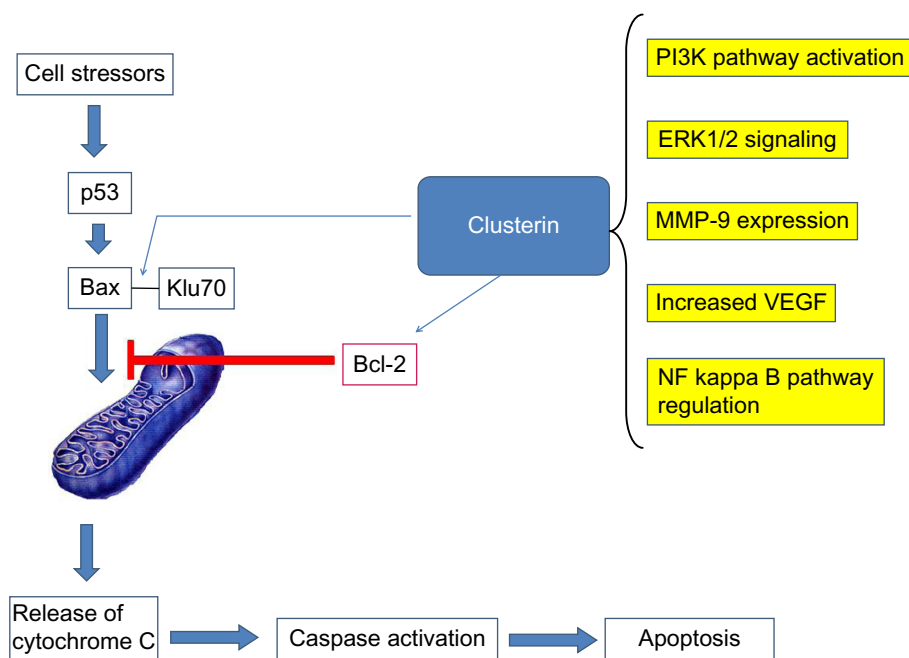 Cell stressors
p53
Bax
Klu70
Bcl-2
Clusterin
PI3K pathway activation
ERK1/2 signaling
MMP-9 expression
Increased VEGF
NF kappa B pathway
regulation
Release of
cytochrome C
Caspase activation
Apoptosis